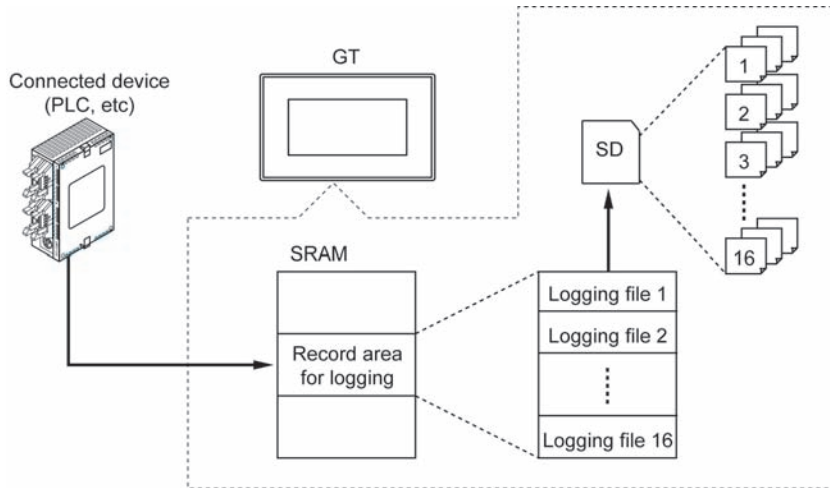 GT
Connected device
(PLC, etc)
SD
1
2
3
16
SRAM
Record area
for logging
Logging file 1
Logging file 2
Logging file 16